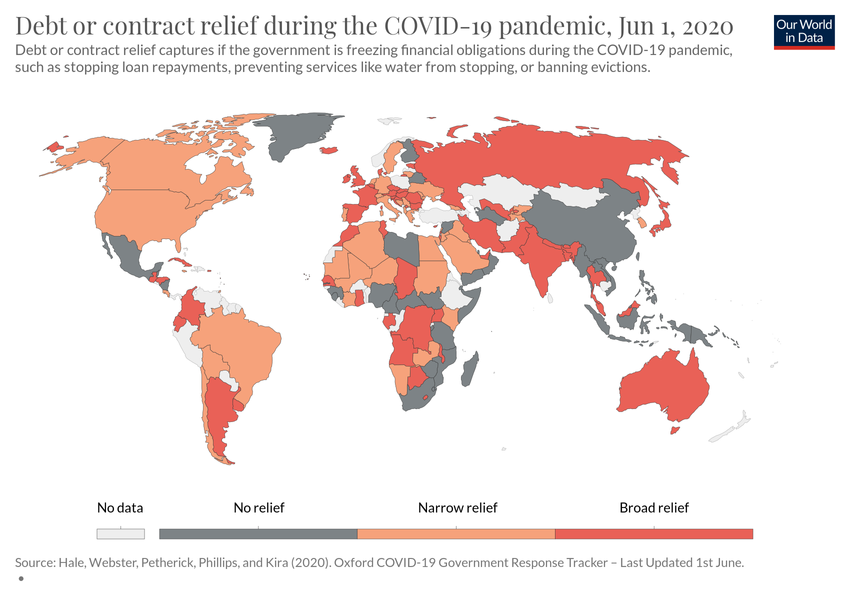 Debt or contract relief during the COVID-19 pandemic, Jun 1, 2020
Our World
in Data
Debt or contract relief captures if the government is freezing financial obligations during the COVID-19 pandemic,
such as stopping loan repayments, preventing services like water from stopping, or banning evictions.
No data
No relief
Narrow relief
Broad relief
Source: Hale, Webster, Petherick, Phillips, and Kira (2020). Oxford COVID-19 Government Response Tracker – Last Updated 1st June.
•